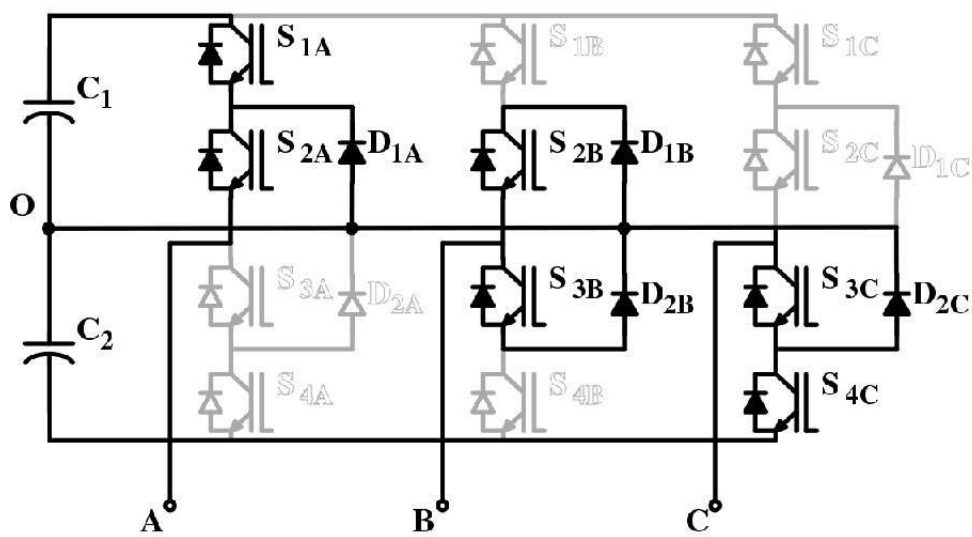 S1A S1B S1C
C1
S2A D1A S2B D1B S2C D1C
O
S3A D2A S3B D2B S3C D2C
C2
S4A S4B S4C
A B C